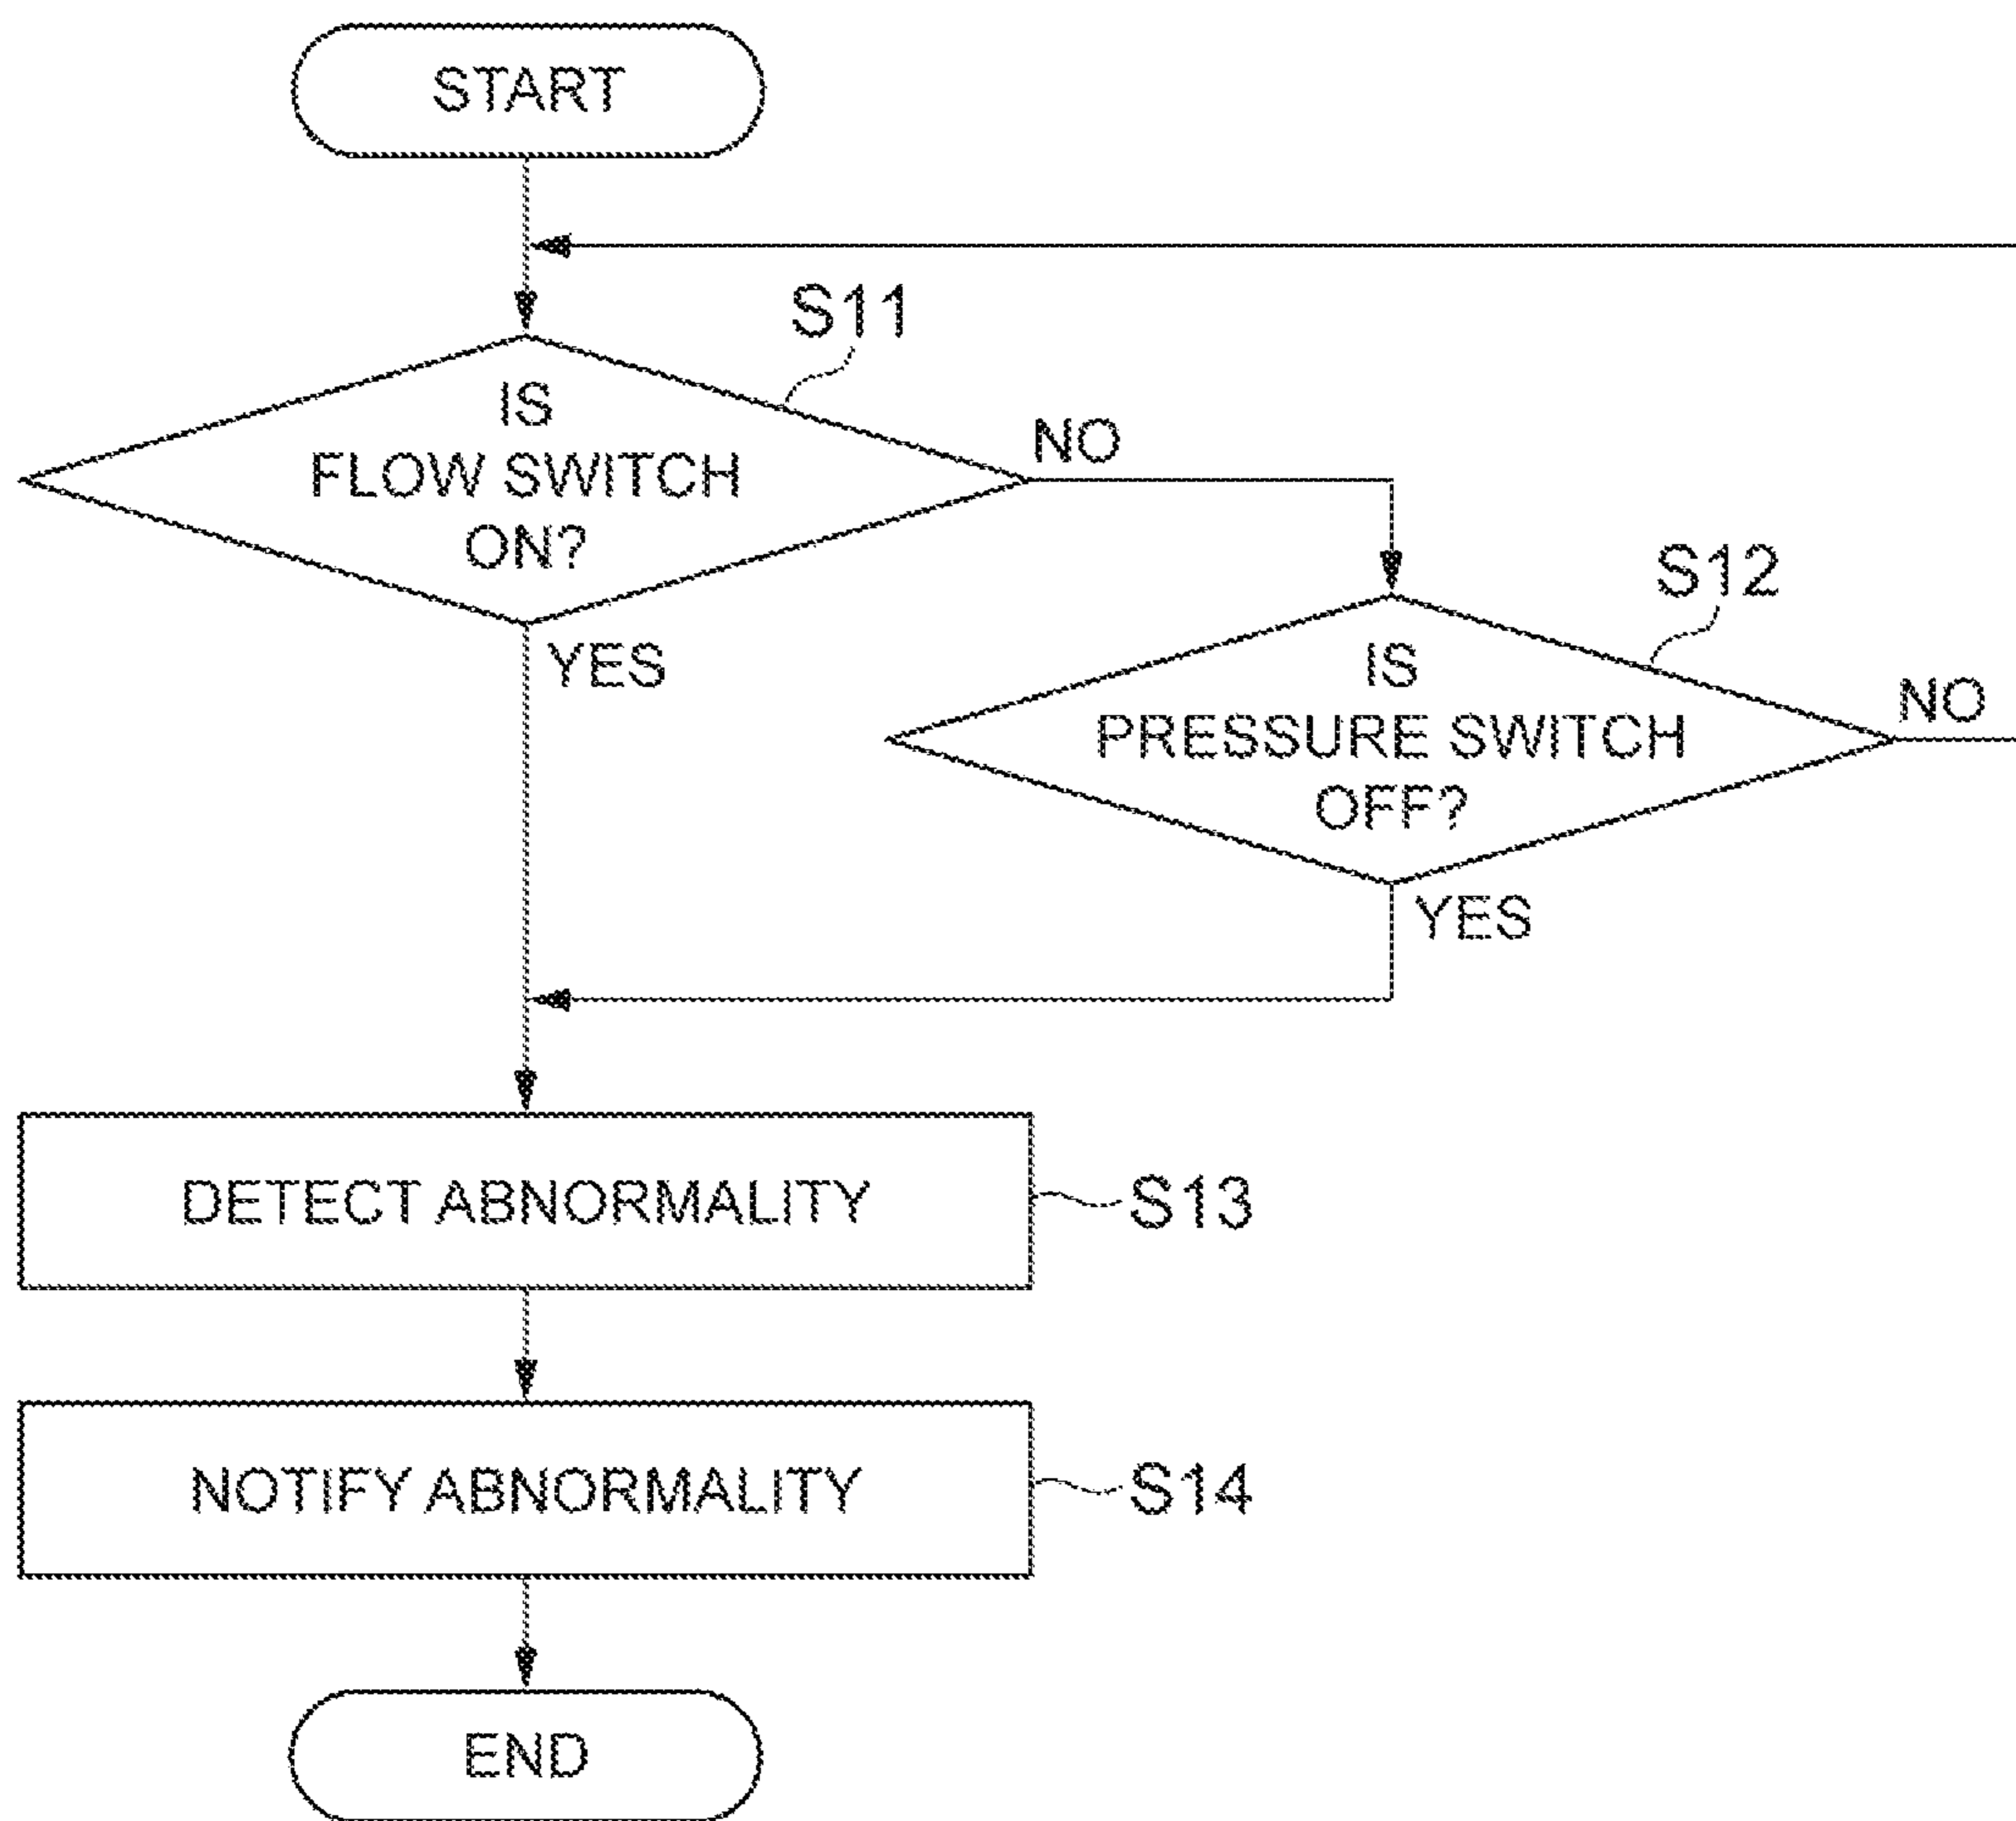 START
S11
IS
FLOW SWITCH
ON?
NO
YES
S12
IS
PRESSURE SWITCH
OFF?
NO
YES
DETECT ABNORMALITY
S13
NOTIFY ABNORMALITY
S14
END